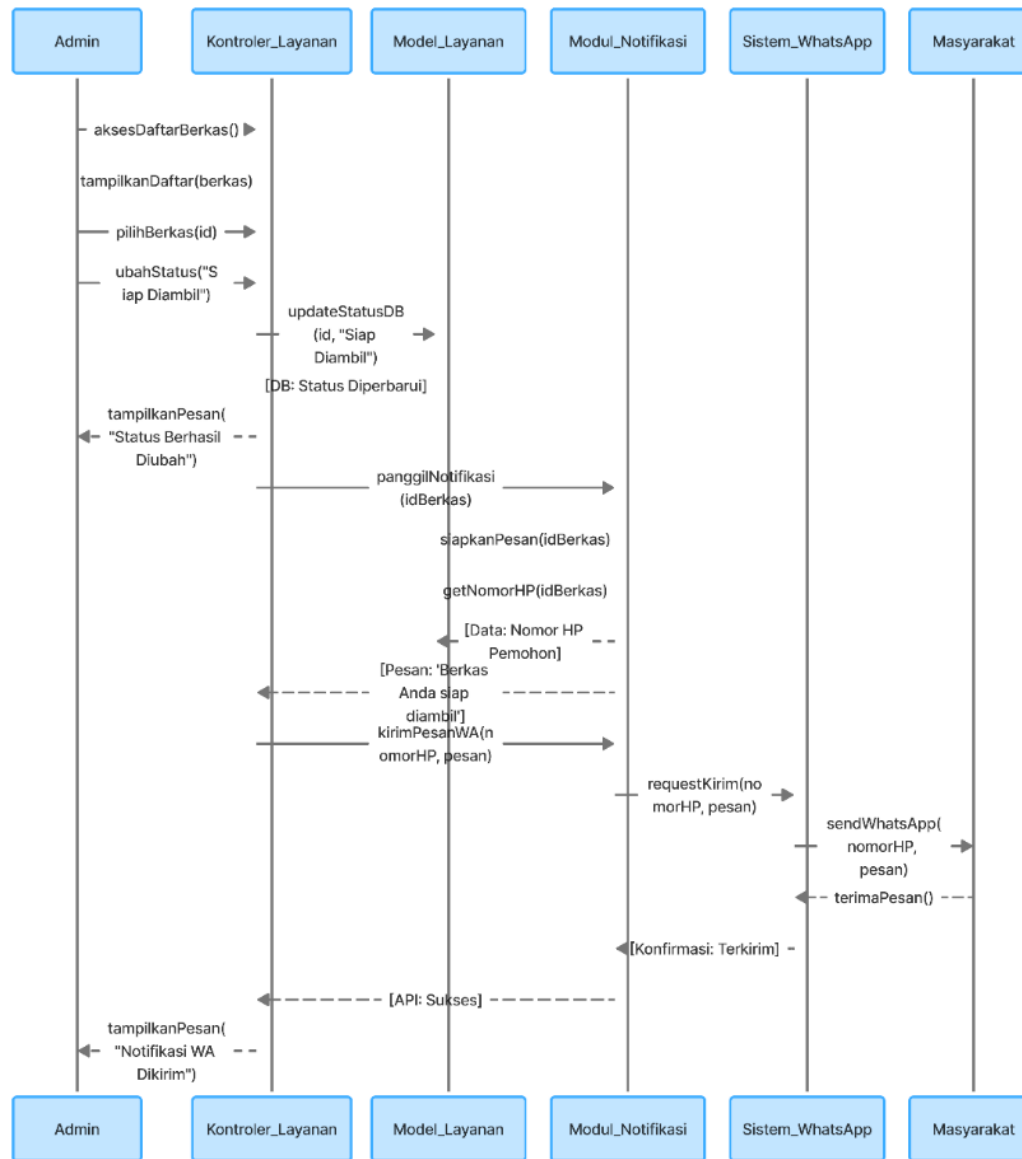 Admin
Kontroler_Layanan
Model_Layanan
Modul_Notifikasi
Sistem_WhatsApp
Masyarakat
aksesDaftarBerkas()
tampilkanDaftar(berkas)
pilihBerkas(id)
ubahStatus("S
iap Diambil")
updateStatusDB
(id, "Siap
Diambil")
[DB: Status Diperbarui]
tampilkanPesan(
"Status Berhasil
Diubah")
panggilNotifikasi
(idBerkas)
siapkanPesan(idBerkas)
getNomorHP(idBerkas)
[Data: Nomor HP
Pemohon]
[Pesan: 'Berkas
Anda siap
diambil']
kirimPesanWA(n
omorHP, pesan)
requestKirim(no
morHP, pesan)
sendWhatsApp(
nomorHP,
pesan)
terimaPesan()
[Konfirmasi: Terkirim]
[API: Sukses]
tampilkanPesan(
"Notifikasi WA
Dikirim")
Admin
Kontroler_Layanan
Model_Layanan
Modul_Notifikasi
Sistem_WhatsApp
Masyarakat